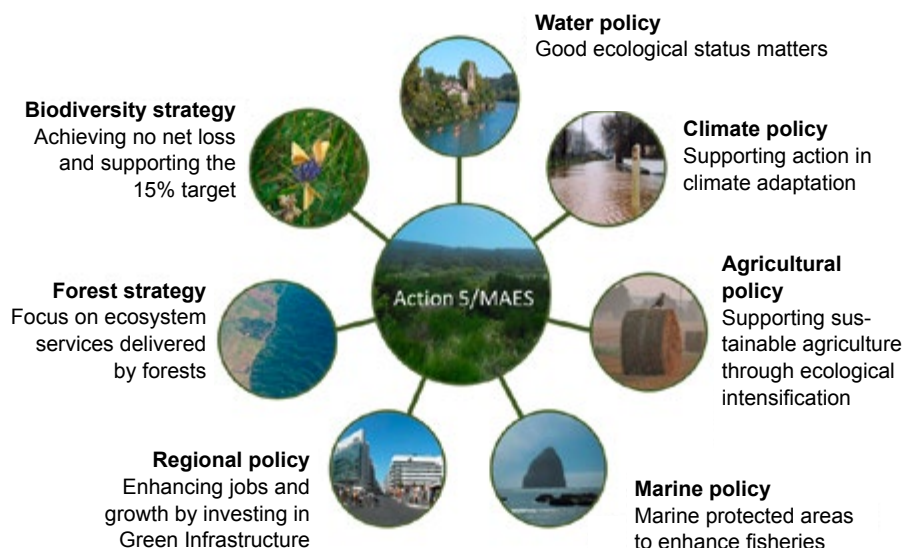 Water policy
Good ecological status matters
Biodiversity strategy
Achieving no net loss
and supporting the
15% target
Climate policy
Supporting action in
climate adaptation
Action 5/MAES
Forest strategy
Focus on ecosystem
services delivered
by forests
Agricultural
policy
Supporting sus-
tainable agriculture
through ecological
intensification
Regional policy
Enhancing jobs and
growth by investing in
Green Infrastructure
Marine policy
Marine protected areas
to enhance fisheries